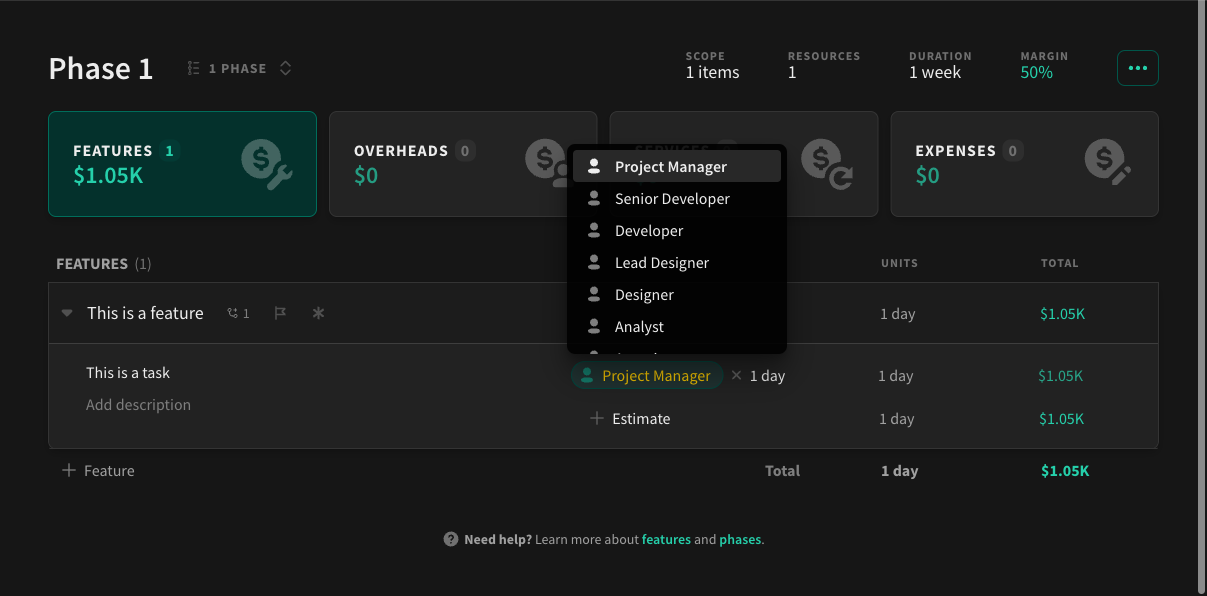 Phase 1
1 PHASE
SCOPE
1 items
RESOURCES
1
DURATION
1 week
MARGIN
50%
FEATURES 1
$1.05K
OVERHEADS 0
$0
SERVICES
EXPENSES 0
$0
Project Manager
Senior Developer
Developer
Lead Designer
Designer
Analyst
FEATURES (1)
UNITS
TOTAL
This is a feature 1
1 day
$1.05K
This is a task
Project Manager × 1 day
1 day
$1.05K
Add description
+ Estimate
1 day
$1.05K
+ Feature
Total
1 day
$1.05K
? Need help? Learn more about features and phases.